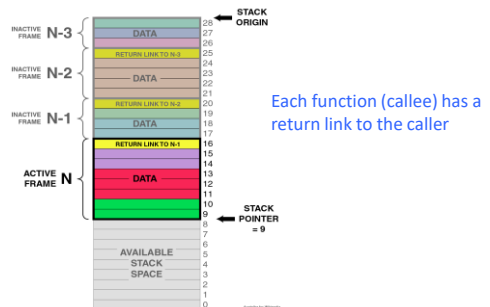 STACK
ORIGIN
INACTIVE
FRAME N-3
DATA
28
27
26
RETURN LINK TO N-3
25
INACTIVE
FRAME N-2
DATA
24
23
22
21
RETURN LINK TO N-2
20
INACTIVE
FRAME N-1
DATA
19
18
17
Each function (callee) has a
return link to the caller
RETURN LINK TO N-1
16
ACTIVE
FRAME N
DATA
15
14
13
12
11
10
9
STACK
POINTER
= 9
AVAILABLE
STACK
SPACE
8
7
6
5
4
3
2
1
0